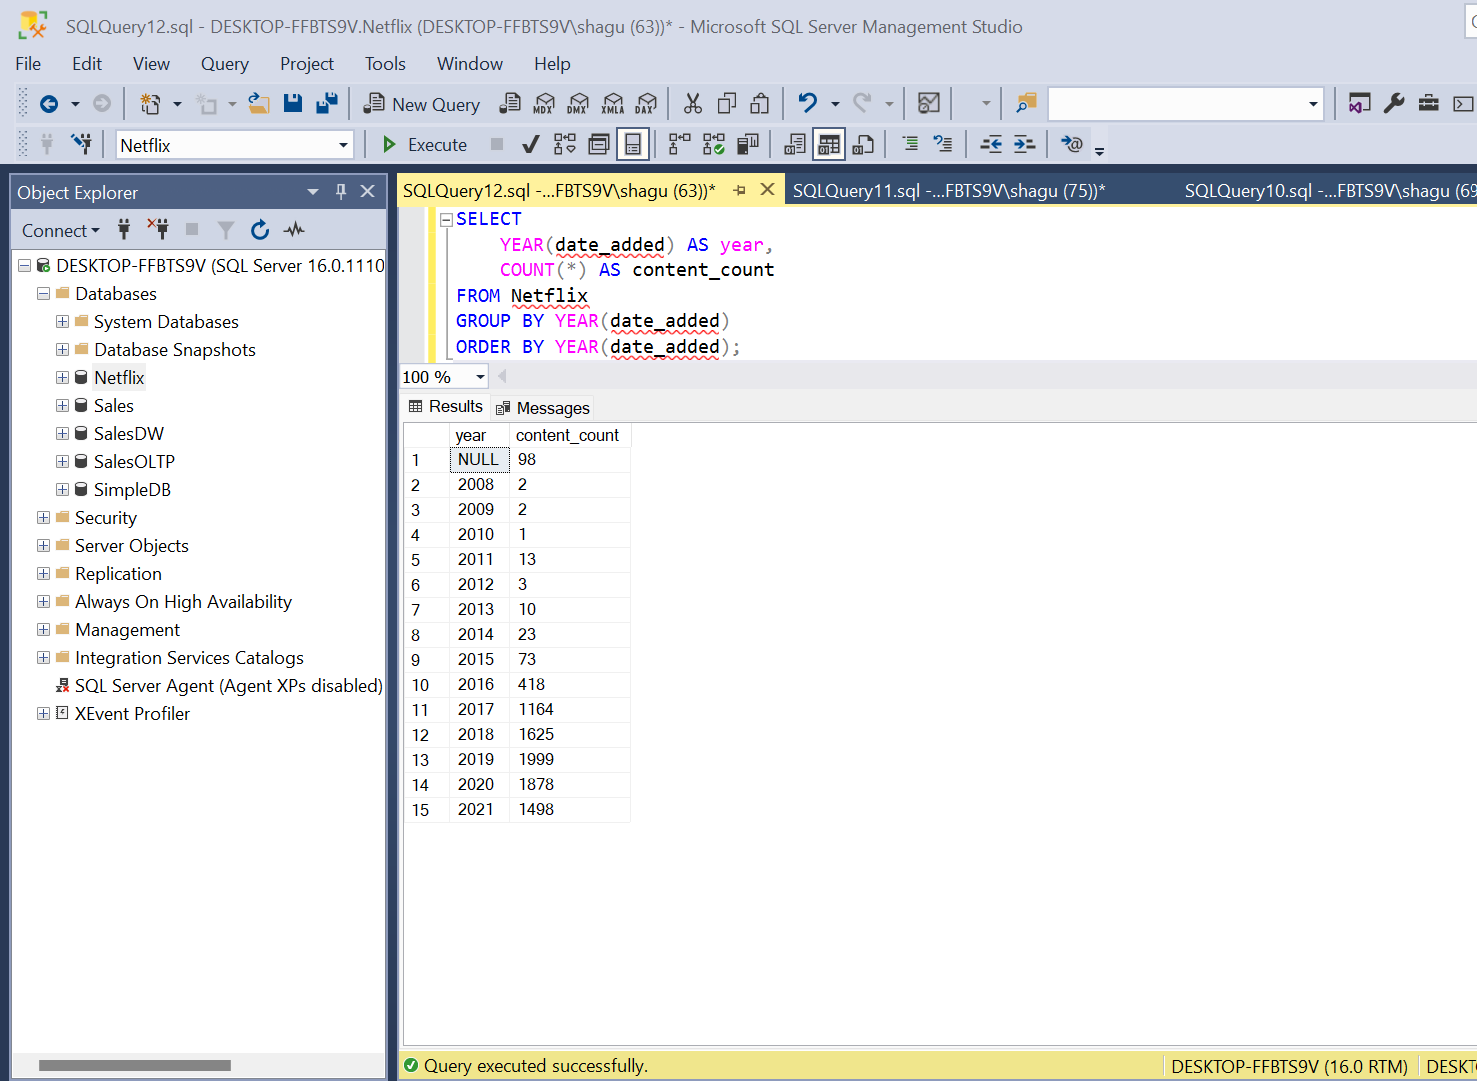 SQLQuery12.sql - DESKTOP-FFBTS9V.Netflix (DESKTOP-FFBTS9V\shagu (63))* - Microsoft SQL Server Management Studio
File Edit View Query Project Tools Window Help
New Query MDX DMX XMLA DAX
Netflix Execute
Object Explorer
Connect
DESKTOP-FFBTS9V (SQL Server 16.0.1110
Databases
System Databases
Database Snapshots
Netflix
Sales
SalesDW
SalesOLTP
SimpleDB
Security
Server Objects
Replication
Always On High Availability
Management
Integration Services Catalogs
SQL Server Agent (Agent XPs disabled)
XEvent Profiler
SQLQuery12.sql -...FBTS9V\shagu (63))* SQLQuery11.sql -...FBTS9V\shagu (75))* SQLQuery10.sql -...FBTS9V\shagu (69
SELECT
YEAR(date_added) AS year,
COUNT(*) AS content_count
FROM Netflix
GROUP BY YEAR(date_added)
ORDER BY YEAR(date_added);
100 %
Results Messages
year content_count
1 NULL 98
2 2008 2
3 2009 2
4 2010 1
5 2011 13
6 2012 3
7 2013 10
8 2014 23
9 2015 73
10 2016 418
11 2017 1164
12 2018 1625
13 2019 1999
14 2020 1878
15 2021 1498
Query executed successfully. DESKTOP-FFBTS9V (16.0 RTM) DESKT